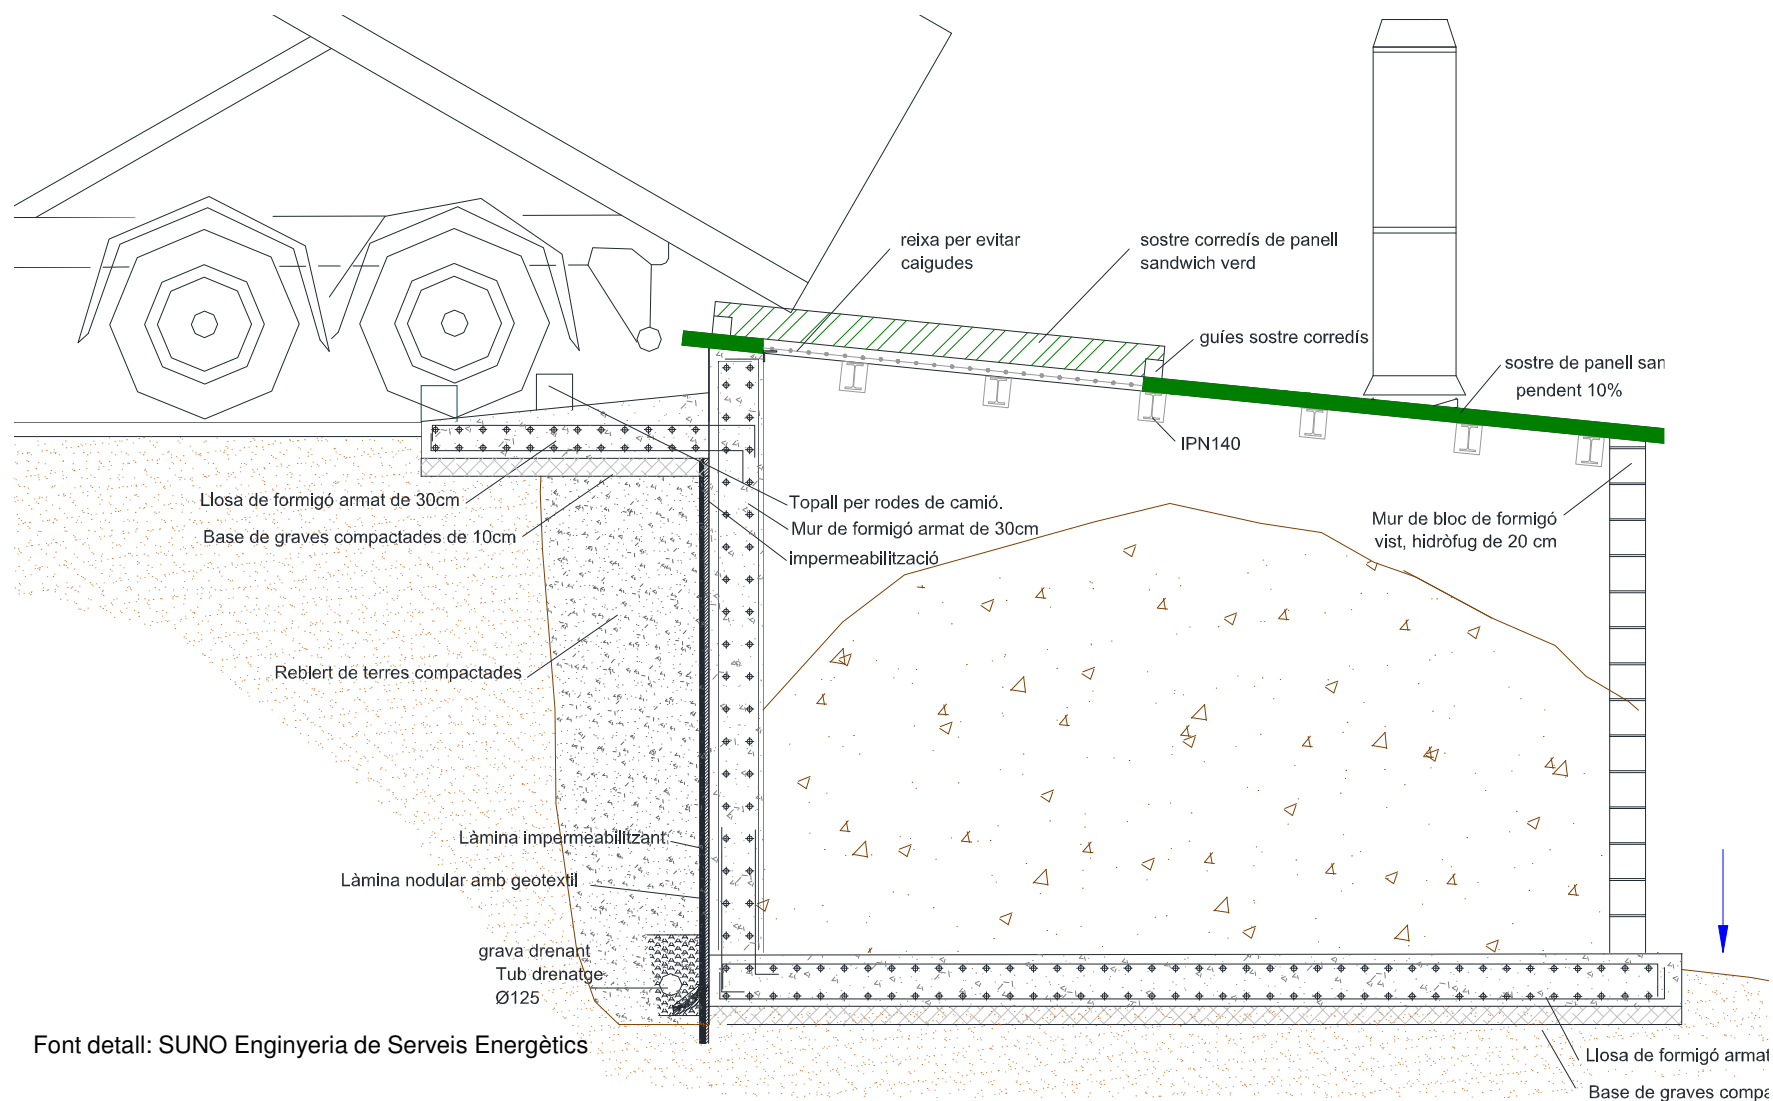 reixa per evitar
caigudes
sostre corredís de panell
sandwich verd
guíes sostre corredís
sostre de panell san
pendent 10%
IPN140
Llosa de formigó armat de 30cm
Base de graves compactades de 10cm
Topall per rodes de camió.
Mur de formigó armat de 30cm
impermeabilització
Mur de bloc de formigó
vist, hidròfug de 20 cm
Reblert de terres compactades
Làmina impermeabilitzant
Làmina nodular amb geotextil
grava drenant
Tub drenatge
Ø125
Font detall: SUNO Enginyeria de Serveis Energètics
Llosa de formigó armat
Base de graves compa